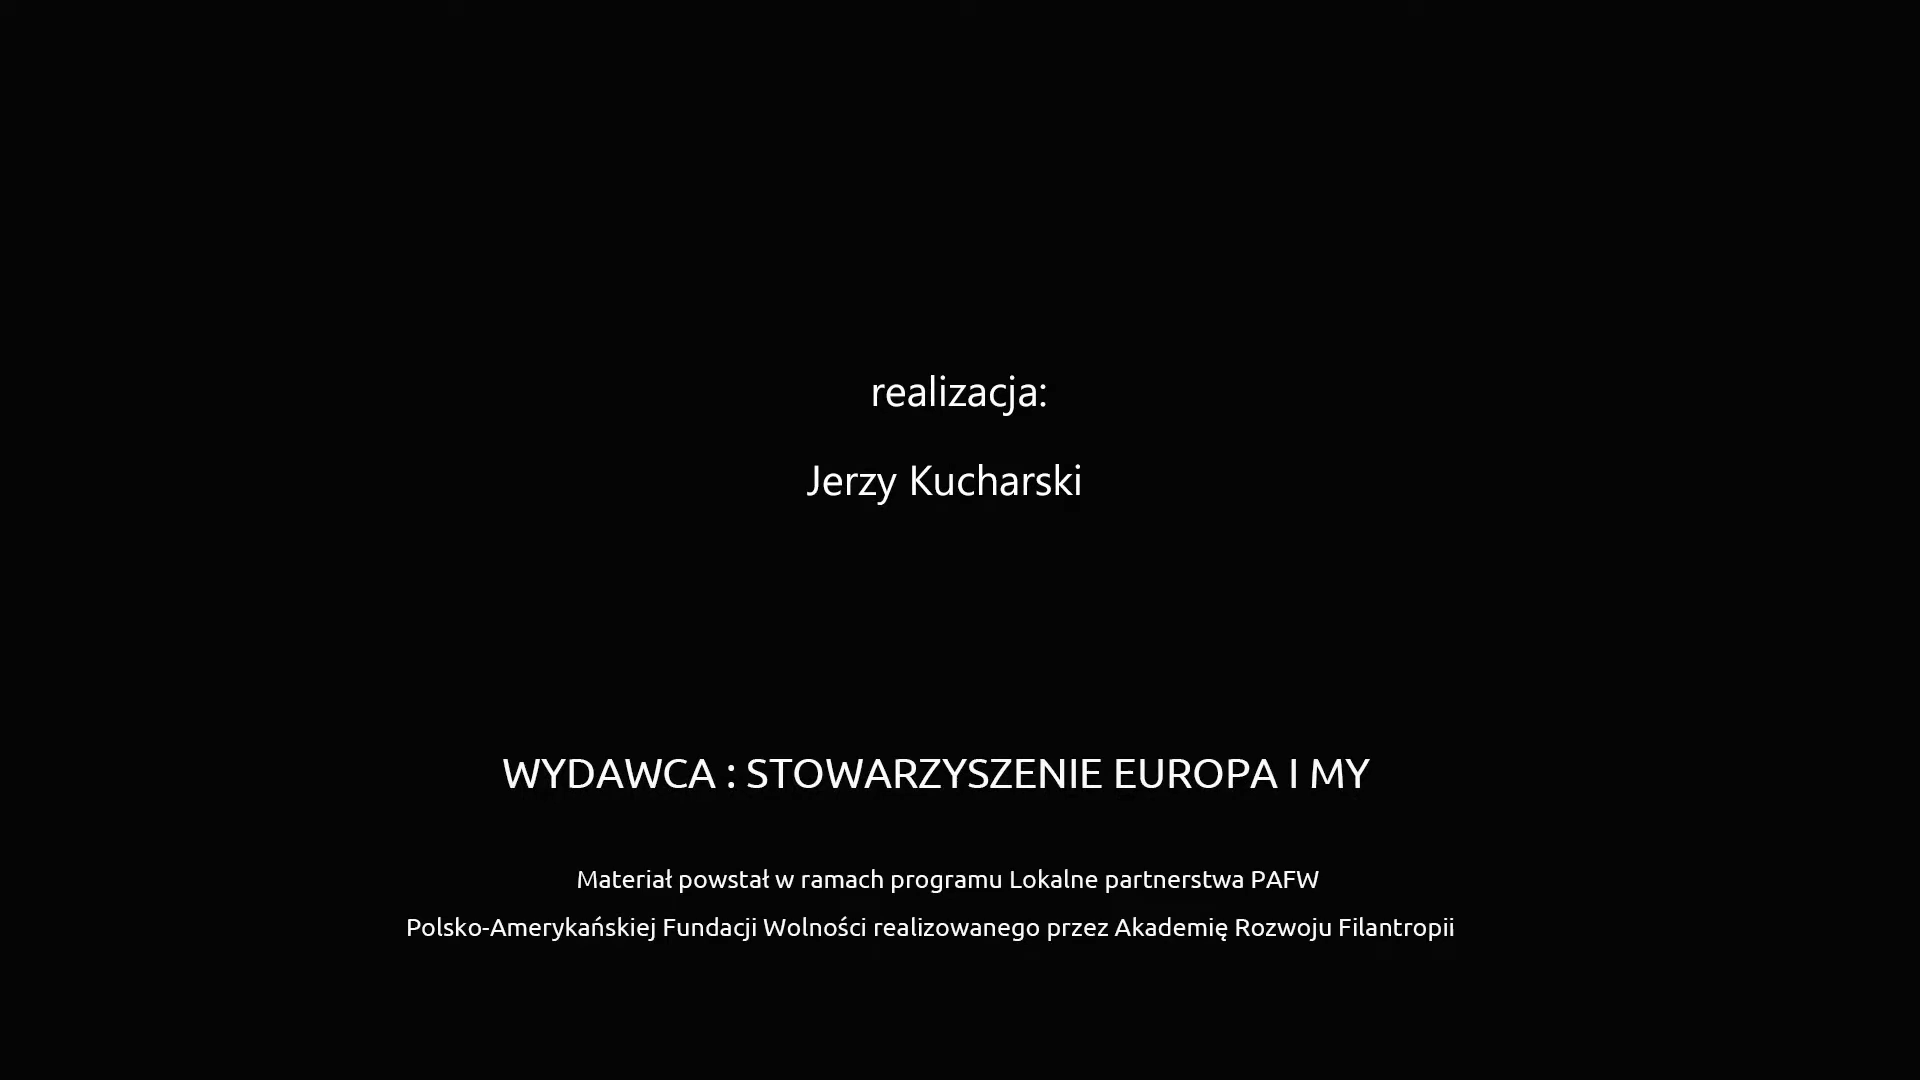 realizacja:
Jerzy Kucharski
WYDAWCA : STOWARZYSZENIE EUROPA I MY
Materiał powstał w ramach programu Lokalne partnerstwa PAFW
Polsko-Amerykańskiej Fundacji Wolności realizowanego przez Akademię Rozwoju Filantropii